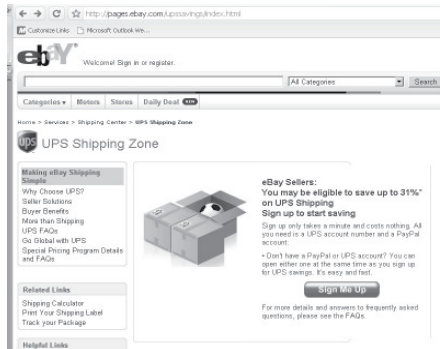 http://pages.ebay.com/upssavings/index.html
Customize Links Microsoft Outlook We...
ebY
Welcome! Sign in or register.
All Categories Search
Categories Motors Stores Daily Deal
Home > Services > Shipping Center > UPS Shipping Zone
ups UPS Shipping Zone
Making eBay Shipping
Simple
Why Choose UPS?
Seller Solutions
Buyer Benefits
More than Shipping
UPS FAQs
Go Global with UPS
Special Pricing Program Details
and FAQs
Related Links
Shipping Calculator
Print Your Shipping Label
Track your Package
Helpful Links
eBay Sellers:
You may be eligible to save up to 31%*
on UPS Shipping
Sign up to start saving
Sign up only takes a minute and costs nothing. All
you need is a UPS account number and a PayPal
account:
• Don't have a PayPal or UPS account? You can
open either one at the same time as you sign up
for UPS savings. It's easy and fast.
Sign Me Up
For more details and answers to frequently asked
questions, please see the FAQs.